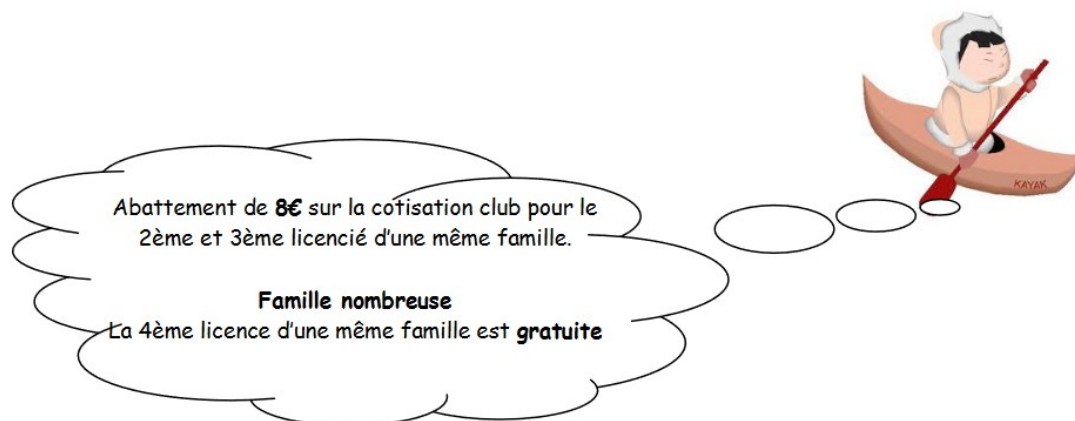 KAYAK
Abattement de 8€ sur la cotisation club pour le
2ème et 3ème licencié d'une même famille.
Famille nombreuse
La 4ème licence d'une même famille est gratuite